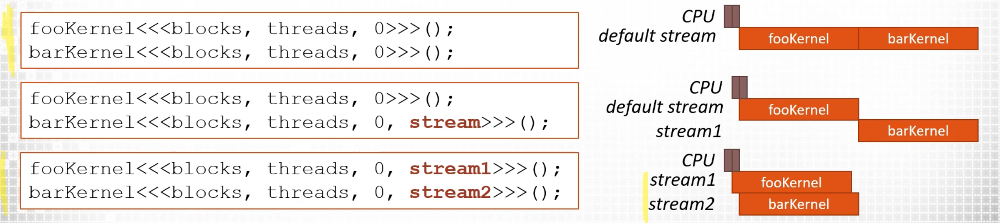 fooKernel<<<blocks, threads, 0>>>();
barKernel<<<blocks, threads, 0>>>();
CPU
default stream
fooKernel barKernel
fooKernel<<<blocks, threads, 0>>>();
barKernel<<<blocks, threads, 0, stream>>>();
CPU
default stream
fooKernel
stream1
barKernel
fooKernel<<<blocks, threads, 0, stream1>>>();
barKernel<<<blocks, threads, 0, stream2>>>();
CPU
stream1
fooKernel
stream2
barKernel